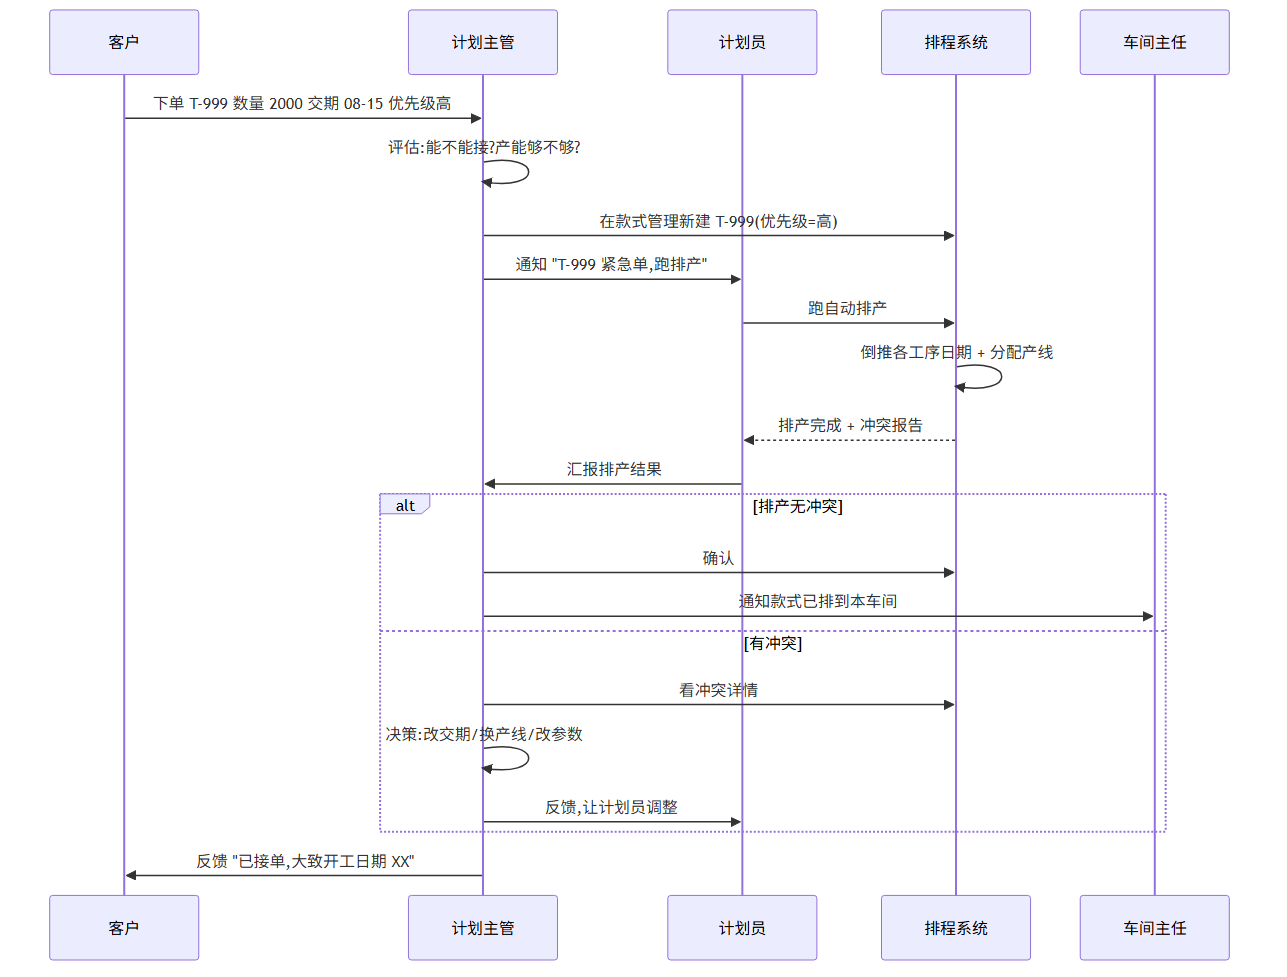 客户
计划主管
计划员
排程系统
车间主任
下单 T-999 数量 2000 交期 08-15 优先级高
评估:能不能接?产能够不够?
在款式管理新建 T-999(优先级=高)
通知 "T-999 紧急单,跑排产"
跑自动排产
倒推各工序日期 + 分配产线
排产完成 + 冲突报告
汇报排产结果
alt
[排产无冲突]
确认
通知款式已排到本车间
[有冲突]
看冲突详情
决策:改交期/换产线/改参数
反馈,让计划员调整
反馈 "已接单,大致开工日期 XX"
客户
计划主管
计划员
排程系统
车间主任